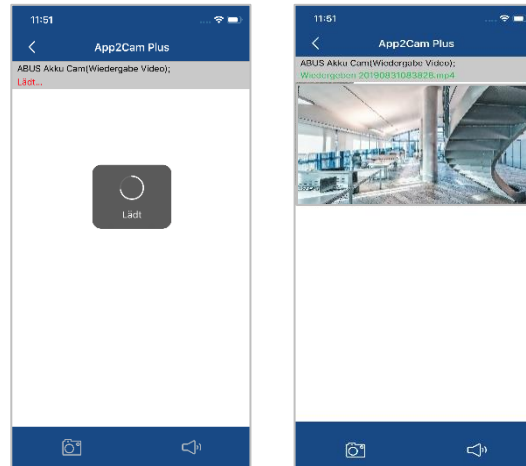 11:51
App2Cam Plus
ABUS Akku Cam(Wiedergabe Video);
Lädt...
Lädt
11:51
App2Cam Plus
ABUS Akku Cam(Wiedergabe Video);
Wiedergeben 20190831083828.mp4